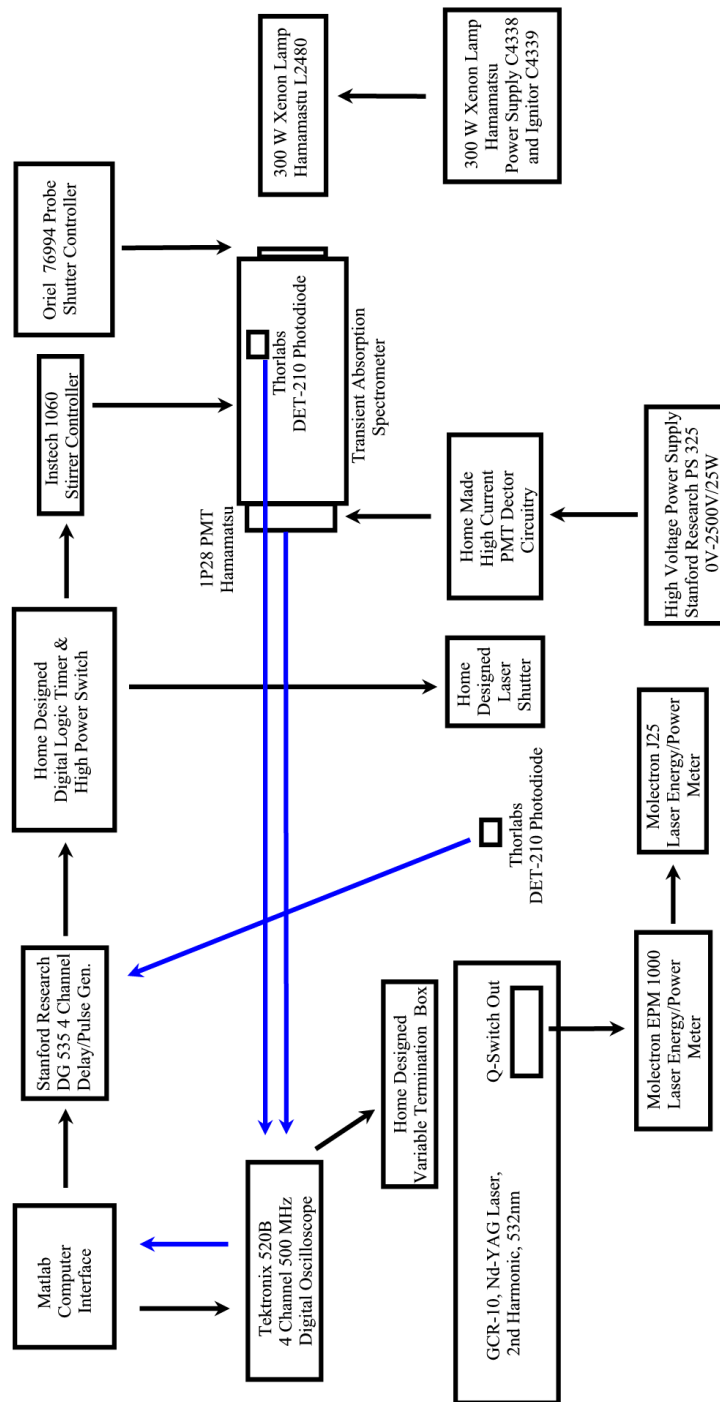 Matlab
Computer
Interface
Stanford Research
DG 535 4 Channel
Delay/Pulse Gen.
Home Designed
Digital Logic Timer &
High Power Switch
Instech 1060
Stirrer Controller
Oriel 76994 Probe
Shutter Controller
Tektronix 520B
4 Channel 500 MHz
Digital Oscilloscope
1P28 PMT
Hamamatsu
Thorlabs
DET-210 Photodiode
Transient Absorption
Spectrometer
300 W Xenon Lamp
Hamamastu L2480
Home Designed
Variable Termination Box
Thorlabs
DET-210 Photodiode
Home
Designed
Laser
Shutter
Home Made
High Current
PMT Dector
Circuitry
300 W Xenon Lamp
Hamamatsu
Power Supply C4338
and Ignitor C4339
GCR-10, Nd-YAG Laser,
2nd Harmonic, 532nm
Q-Switch Out
Molectron EPM 1000
Laser Energy/Power
Meter
Molectron J25
Laser Energy/Power
Meter
High Voltage Power Supply
Stanford Research PS 325
0V-2500V/25W